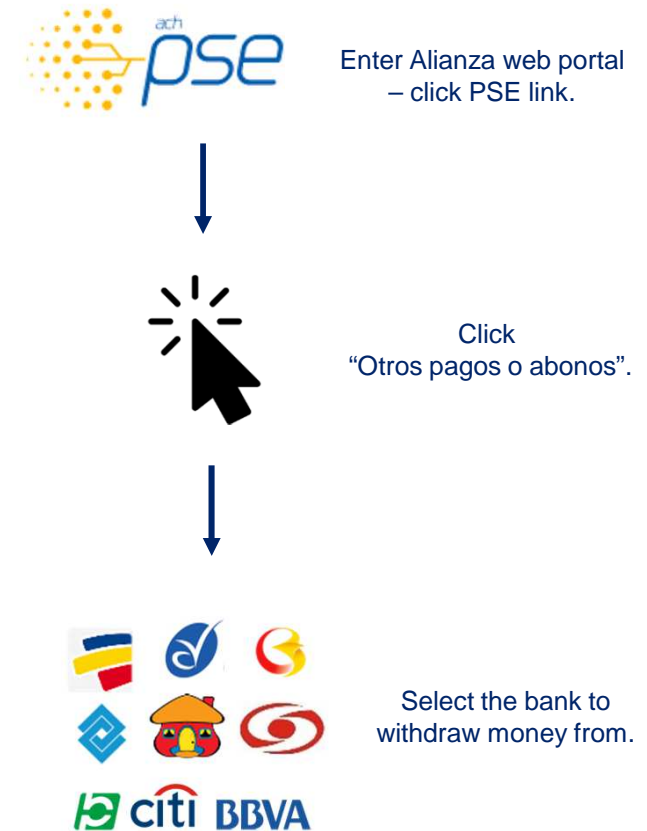 ach
pse
Enter Alianza web portal
– click PSE link.
Click
“Otros pagos o abonos”.
Select the bank to
withdraw money from.
citi BBVA